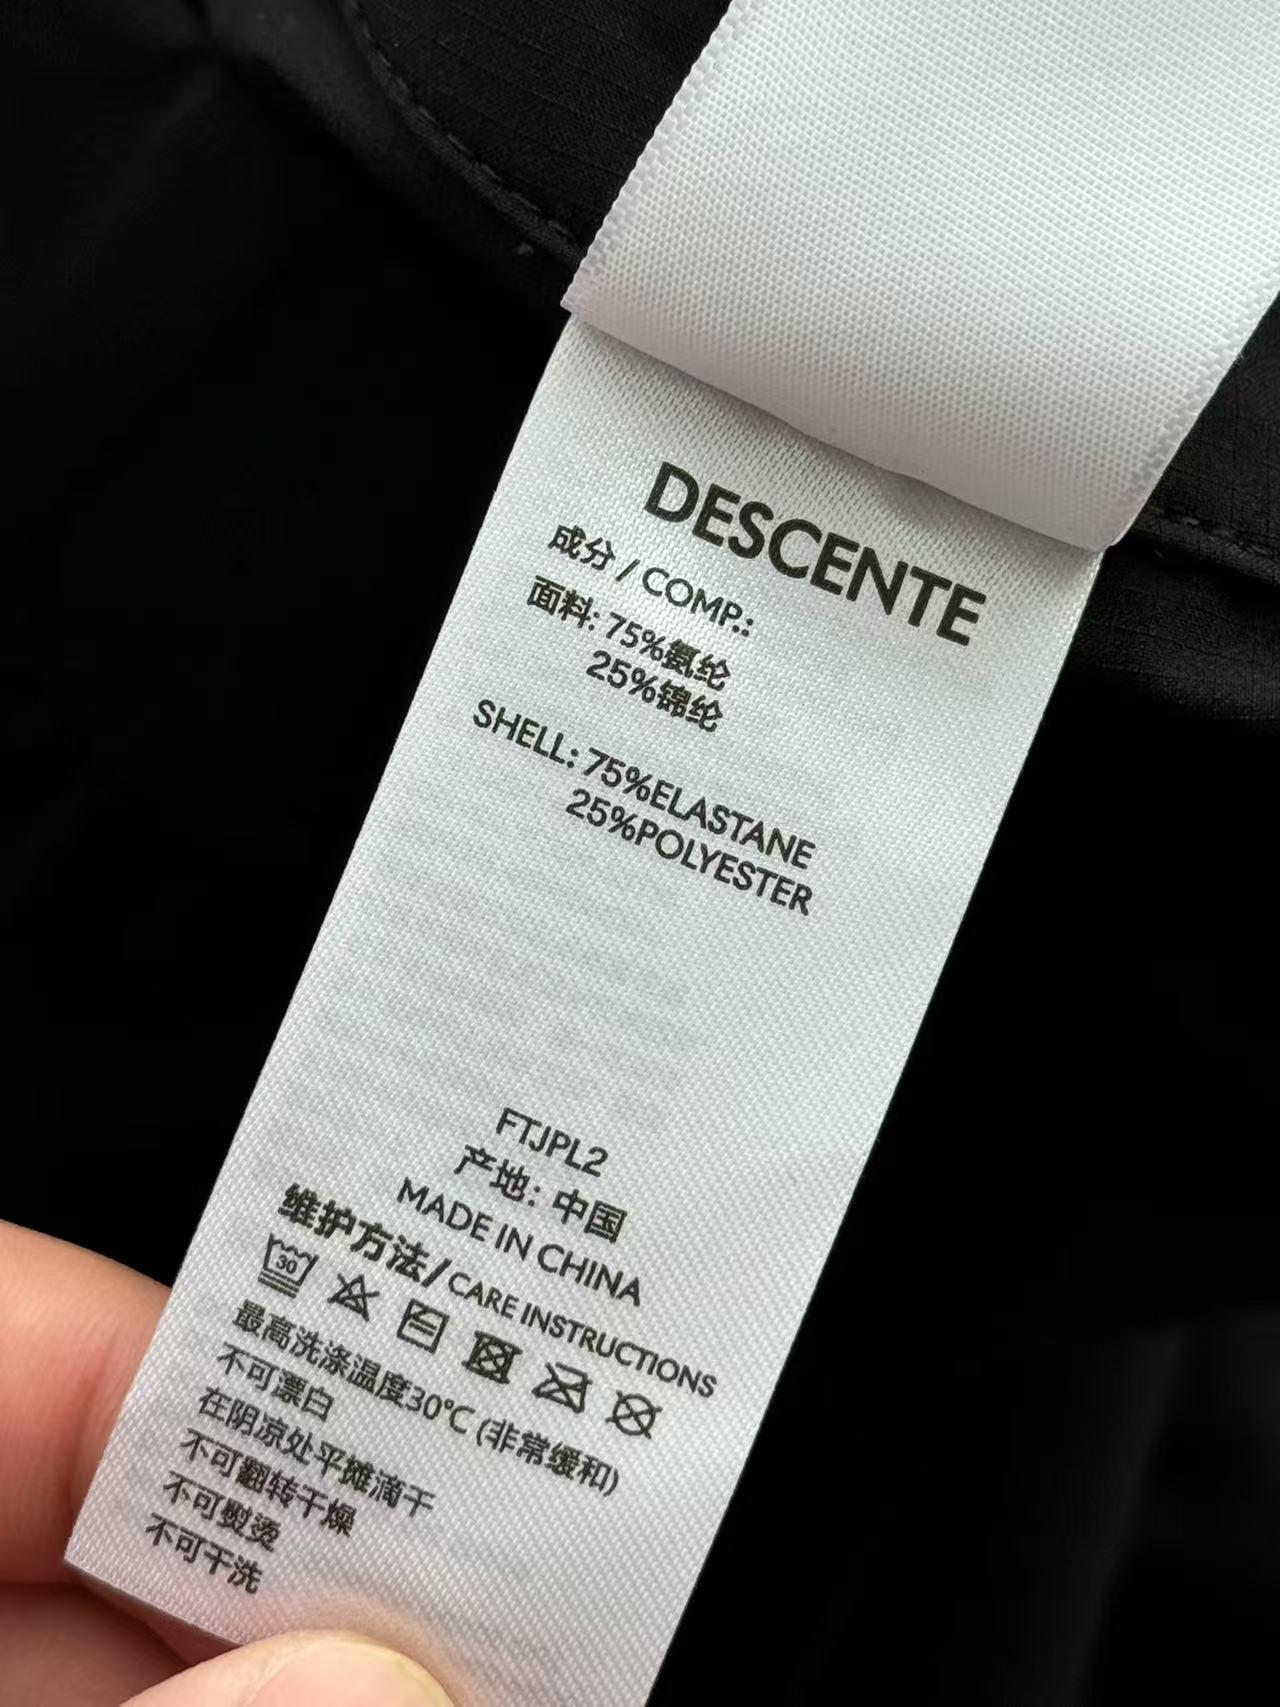 DESCENTE
成分 / COMP.:
面料: 75%氨纶
25%锦纶
SHELL: 75%ELASTANE
25%POLYESTER
FTJPL2
产地: 中国
MADE IN CHINA
维护方法/CARE INSTRUCTIONS
30
最高洗涤温度30℃ (非常缓和)
不可漂白
在阴凉处平摊滴干
不可翻转干燥
不可熨烫
不可干洗